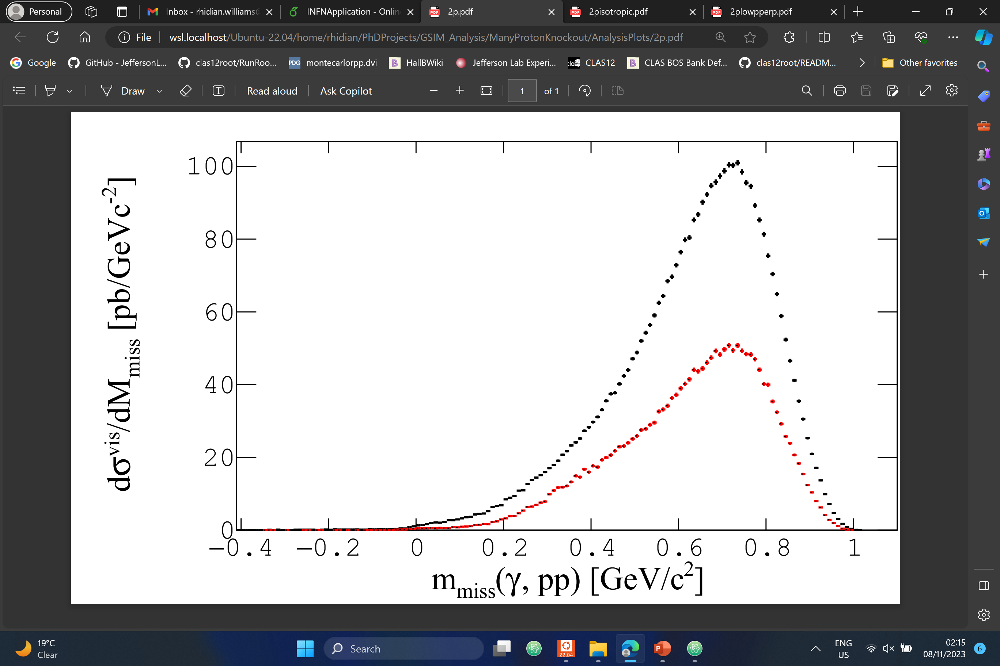 Personal
Inbox - rhidian.williams@
INFNApplication - Onlin
2p.pdf
2pisotropic.pdf
2plowpperp.pdf
File
wsl.localhost/Ubuntu-22.04/home/rhidian/PhDProjects/GSIM_Analysis/ManyProtonKnockout/AnalysisPlots/2p.pdf
Google
GitHub - JeffersonL...
clas12root/RunRoo...
PDG montecarlorpp.dvi
B HallBWiki
Jefferson Lab Experi...
clas CLAS12
B CLAS BOS Bank Def...
clas12root/READM...
Other favorites
Draw
Read aloud
Ask Copilot
1 of 1
dσ^vis/dM_miss [pb/GeVc^-2]
100
80
60
40
20
0
−0.4 −0.2 0 0.2 0.4 0.6 0.8 1
m_miss(γ, pp) [GeV/c^2]
19°C
Clear
Search
22.04
ENG
US
02:15
08/11/2023
6